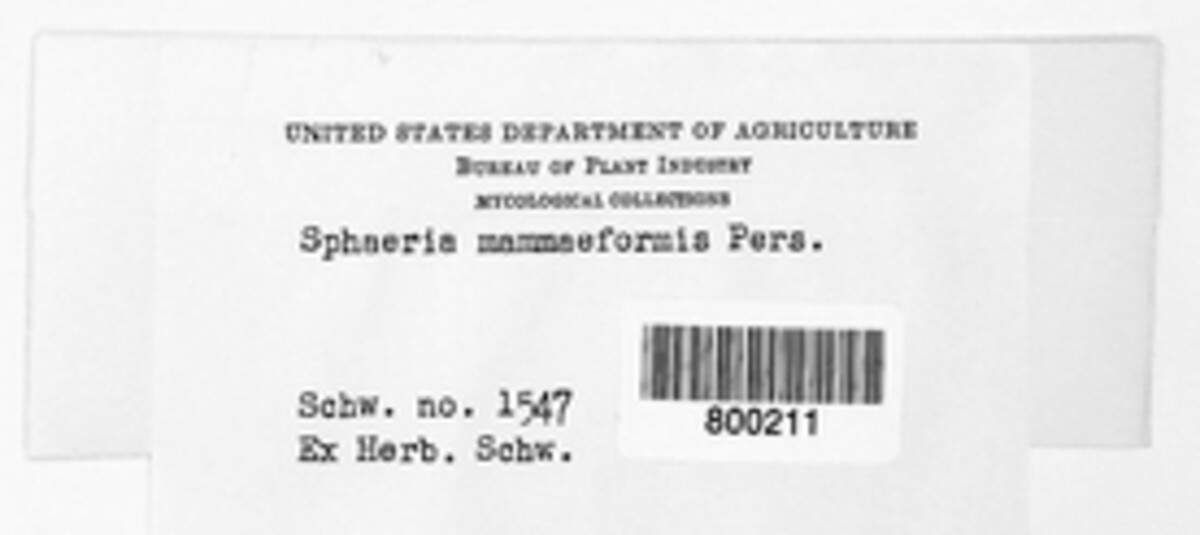 UNITED STATES DEPARTMENT OF AGRICULTURE
BUREAU OF PLANT INDUSTRY
MYCOLOGICAL COLLECTIONS
Sphaeria mammaeformis Pers.
Schw. no. 1547
Ex Herb. Schw.
800211